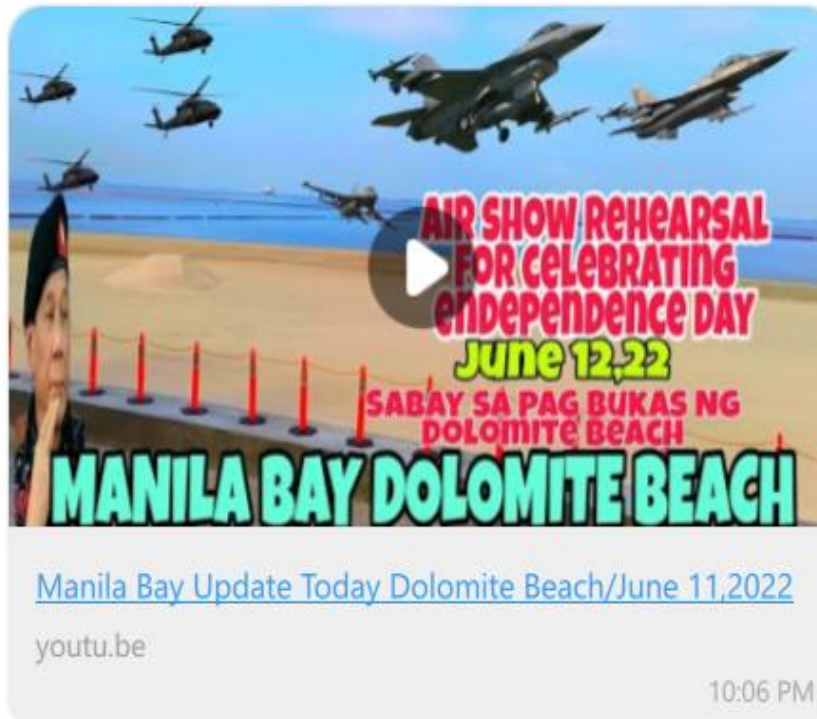 AIR SHOW REHEARSAL
FOR CELEBRATING
ENDEPENDENCE DAY
June 12,22
SABAY SA PAG BUKAS NG
DOLOMITE BEACH
MANILA BAY DOLOMITE BEACH
Manila Bay Update Today Dolomite Beach/June 11,2022
youtu.be
10:06 PM